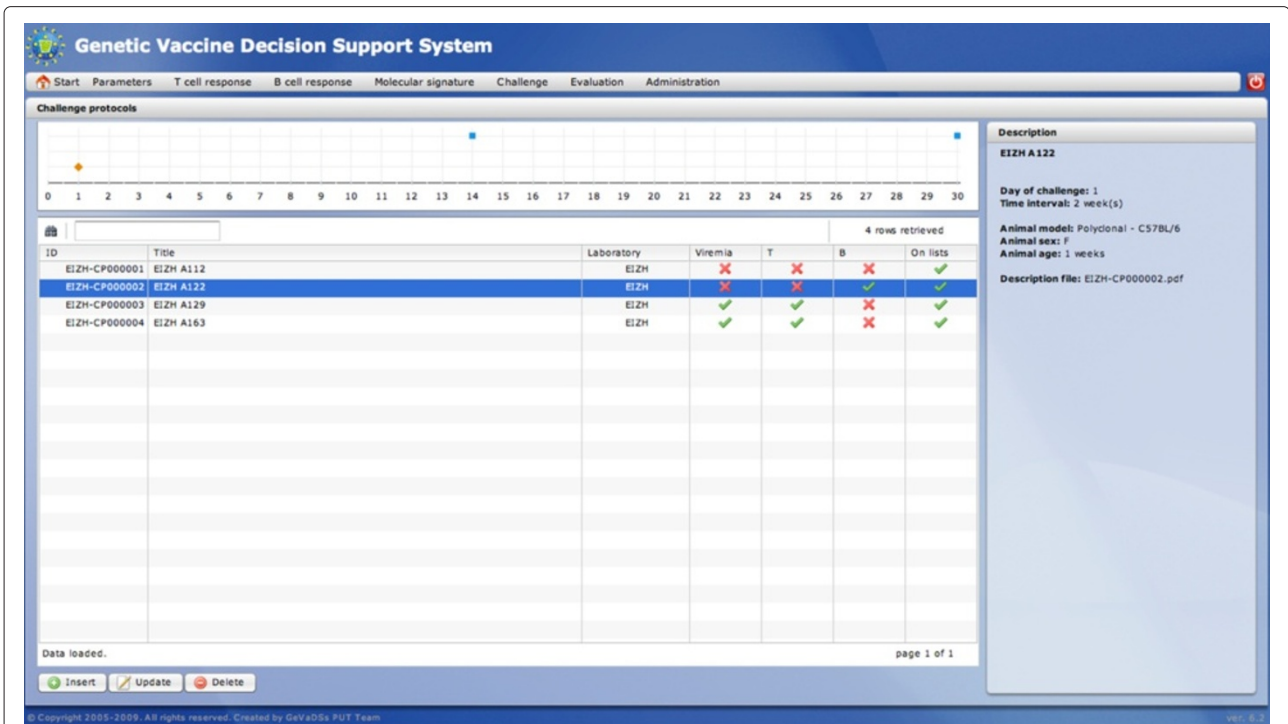 Genetic Vaccine Decision Support System
Start Parameters T cell response B cell response Molecular signature Challenge Evaluation Administration
Challenge protocols
0 1 2 3 4 5 6 7 8 9 10 11 12 13 14 15 16 17 18 19 20 21 22 23 24 25 26 27 28 29 30
4 rows retrieved
ID Title Laboratory Viremia T B On lists
EIZH-CP000001 EIZH A112 EIZH
EIZH-CP000002 EIZH A122 EIZH
EIZH-CP000003 EIZH A129 EIZH
EIZH-CP000004 EIZH A163 EIZH
Data loaded. page 1 of 1
Insert Update Delete
Description
EIZH A122
Day of challenge: 1
Time interval: 2 week(s)
Animal model: Polyclonal - C57BL/6
Animal sex: F
Animal age: 1 weeks
Description file: EIZH-CP000002.pdf
© Copyright 2005-2009. All rights reserved. Created by GeVaDSs PUT Team ver. 6.2